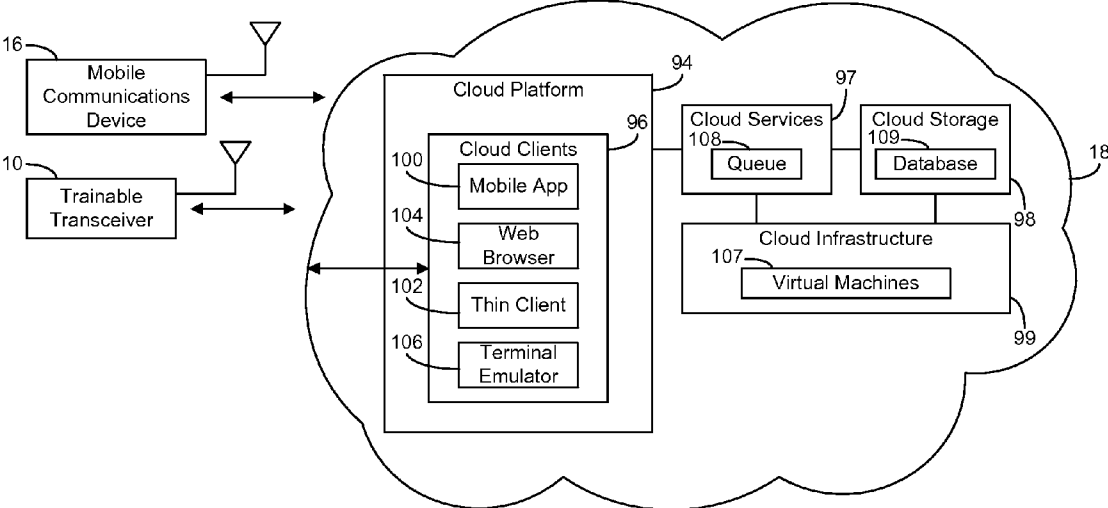 16
Mobile
Communications
Device
10
Trainable
Transceiver
94
Cloud Platform
96
Cloud Clients
100
Mobile App
104
Web
Browser
102
Thin Client
106
Terminal
Emulator
97
Cloud Services
108
Queue
Cloud Storage
109
Database
18
98
Cloud Infrastructure
107
Virtual Machines
99